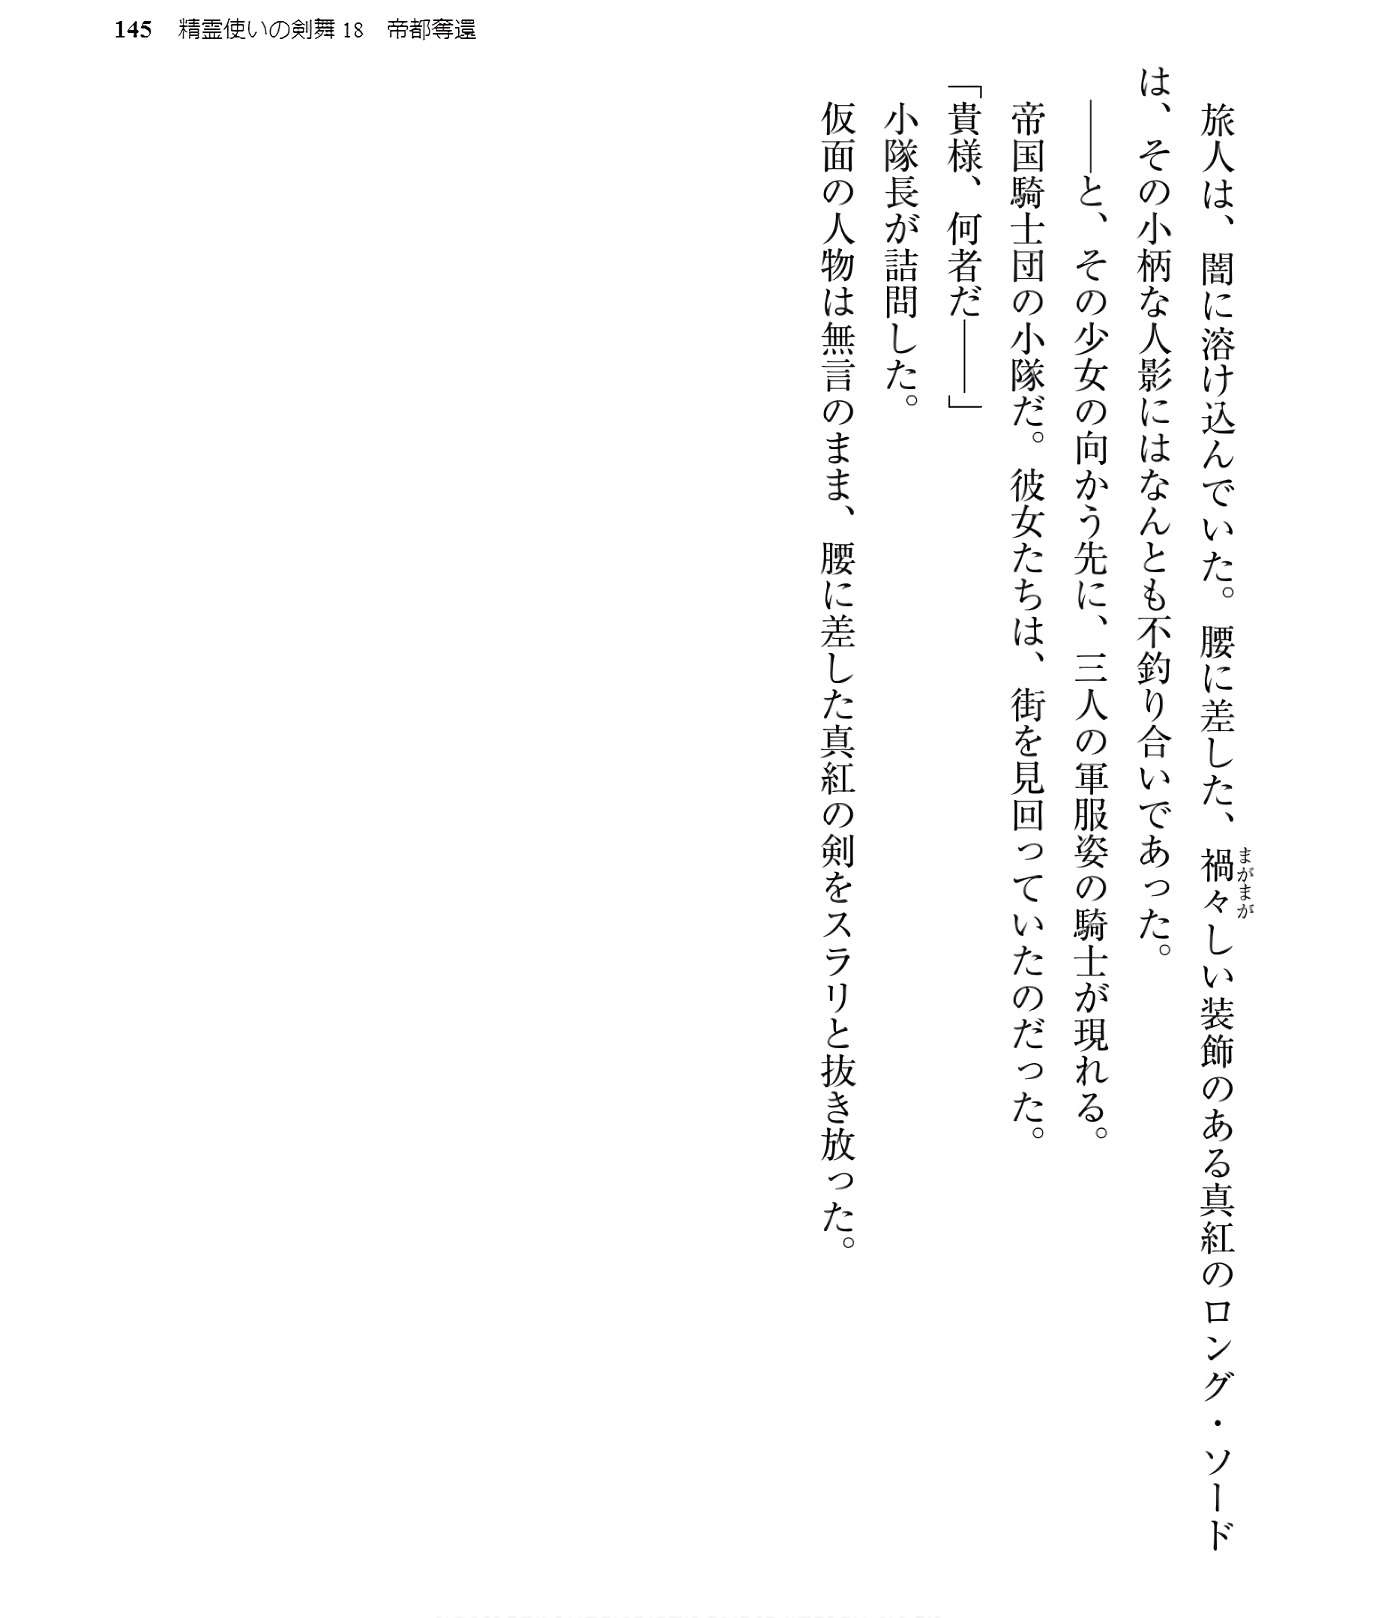 145 精霊使いの剣舞18 帝都奪還
旅人は、闇に溶け込んでいた。腰に差した、禍々しい装飾のある真紅のロング・ソード
まがまが
は、その小柄な人影にはなんとも不釣り合いであった。
――と、その少女の向かう先に、三人の軍服姿の騎士が現れる。
帝国騎士団の小隊だ。彼女たちは、街を見回っていたのだった。
「貴様、何者だ――」
小隊長が詰問した。
仮面の人物は無言のまま、腰に差した真紅の剣をスラリと抜き放った。